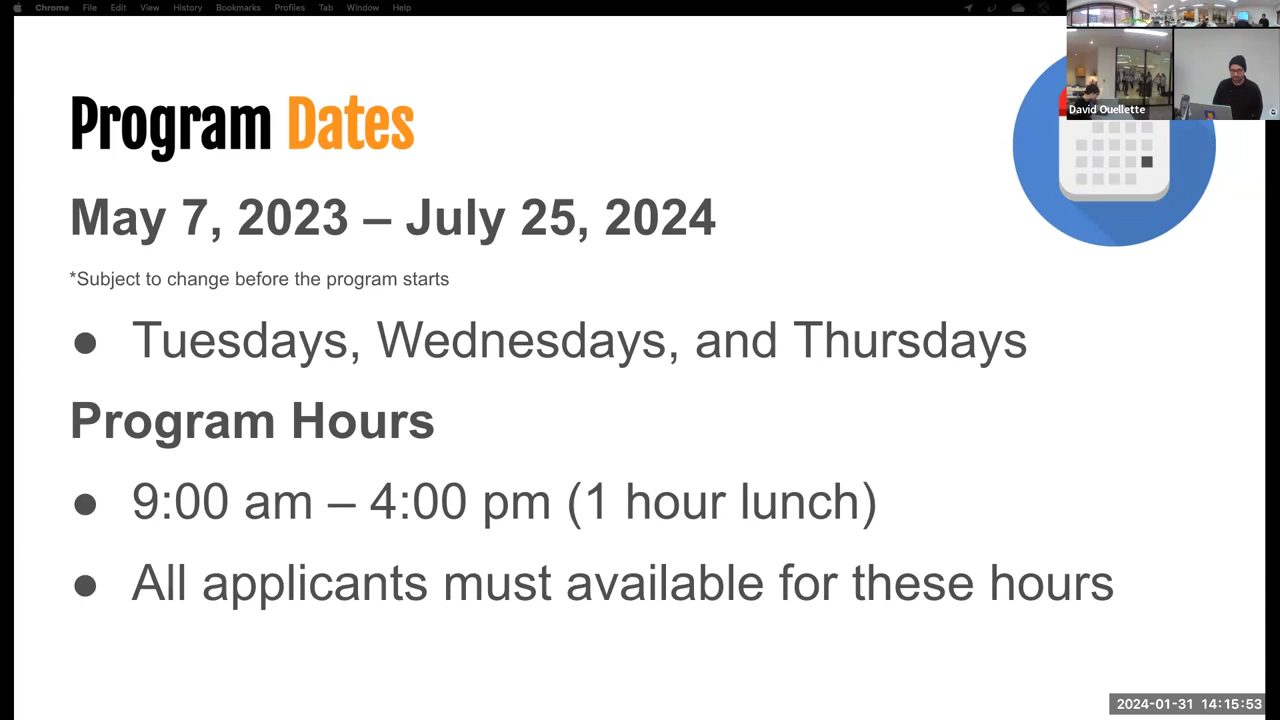 Chrome File Edit View History Bookmarks Profiles Tab Window Help
David Ouellette
Program Dates
May 7, 2023 – July 25, 2024
*Subject to change before the program starts
● Tuesdays, Wednesdays, and Thursdays
Program Hours
● 9:00 am – 4:00 pm (1 hour lunch)
● All applicants must available for these hours
2024-01-31 14:15:53